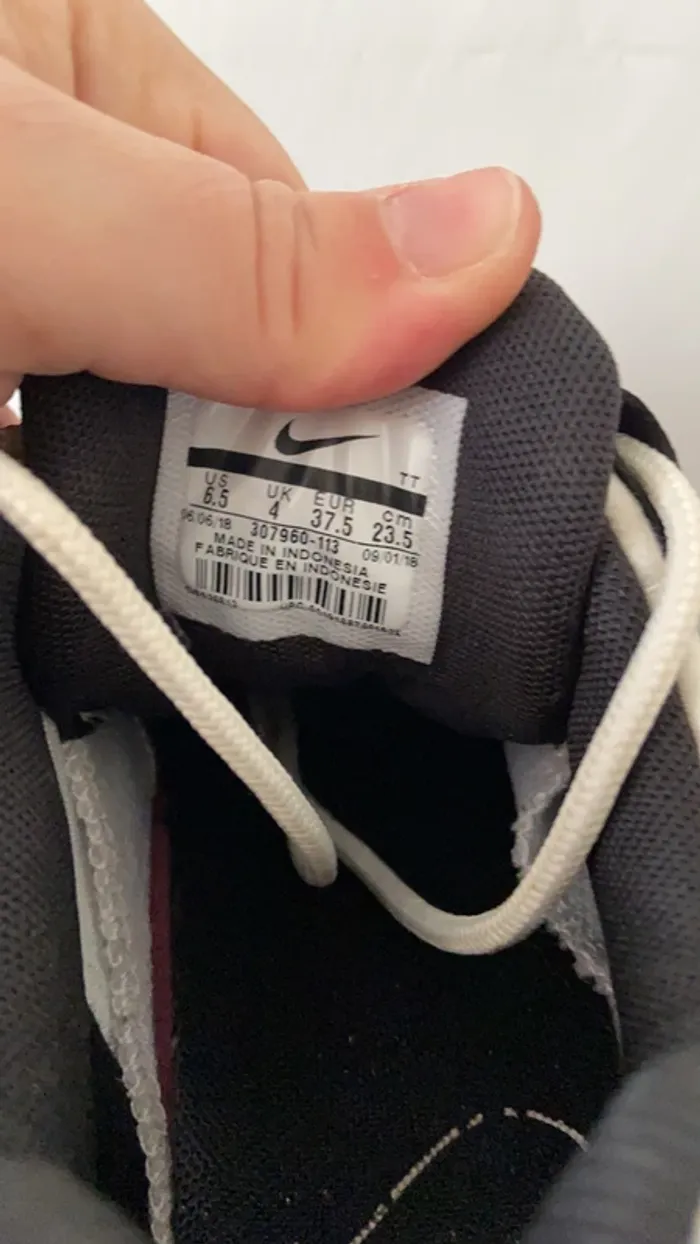 TT
US UK EUR cm
6.5 4 37.5 23.5
06/06/18 307960-113 09/01/18
MADE IN INDONESIA
FABRIQUE EN INDONESIE